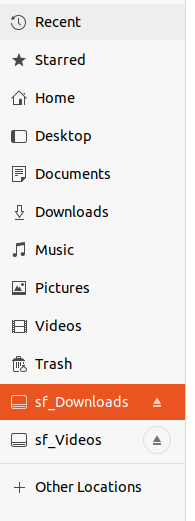 Recent
Starred
Home
Desktop
Documents
Downloads
Music
Pictures
Videos
Trash
sf_Downloads
sf_Videos
Other Locations